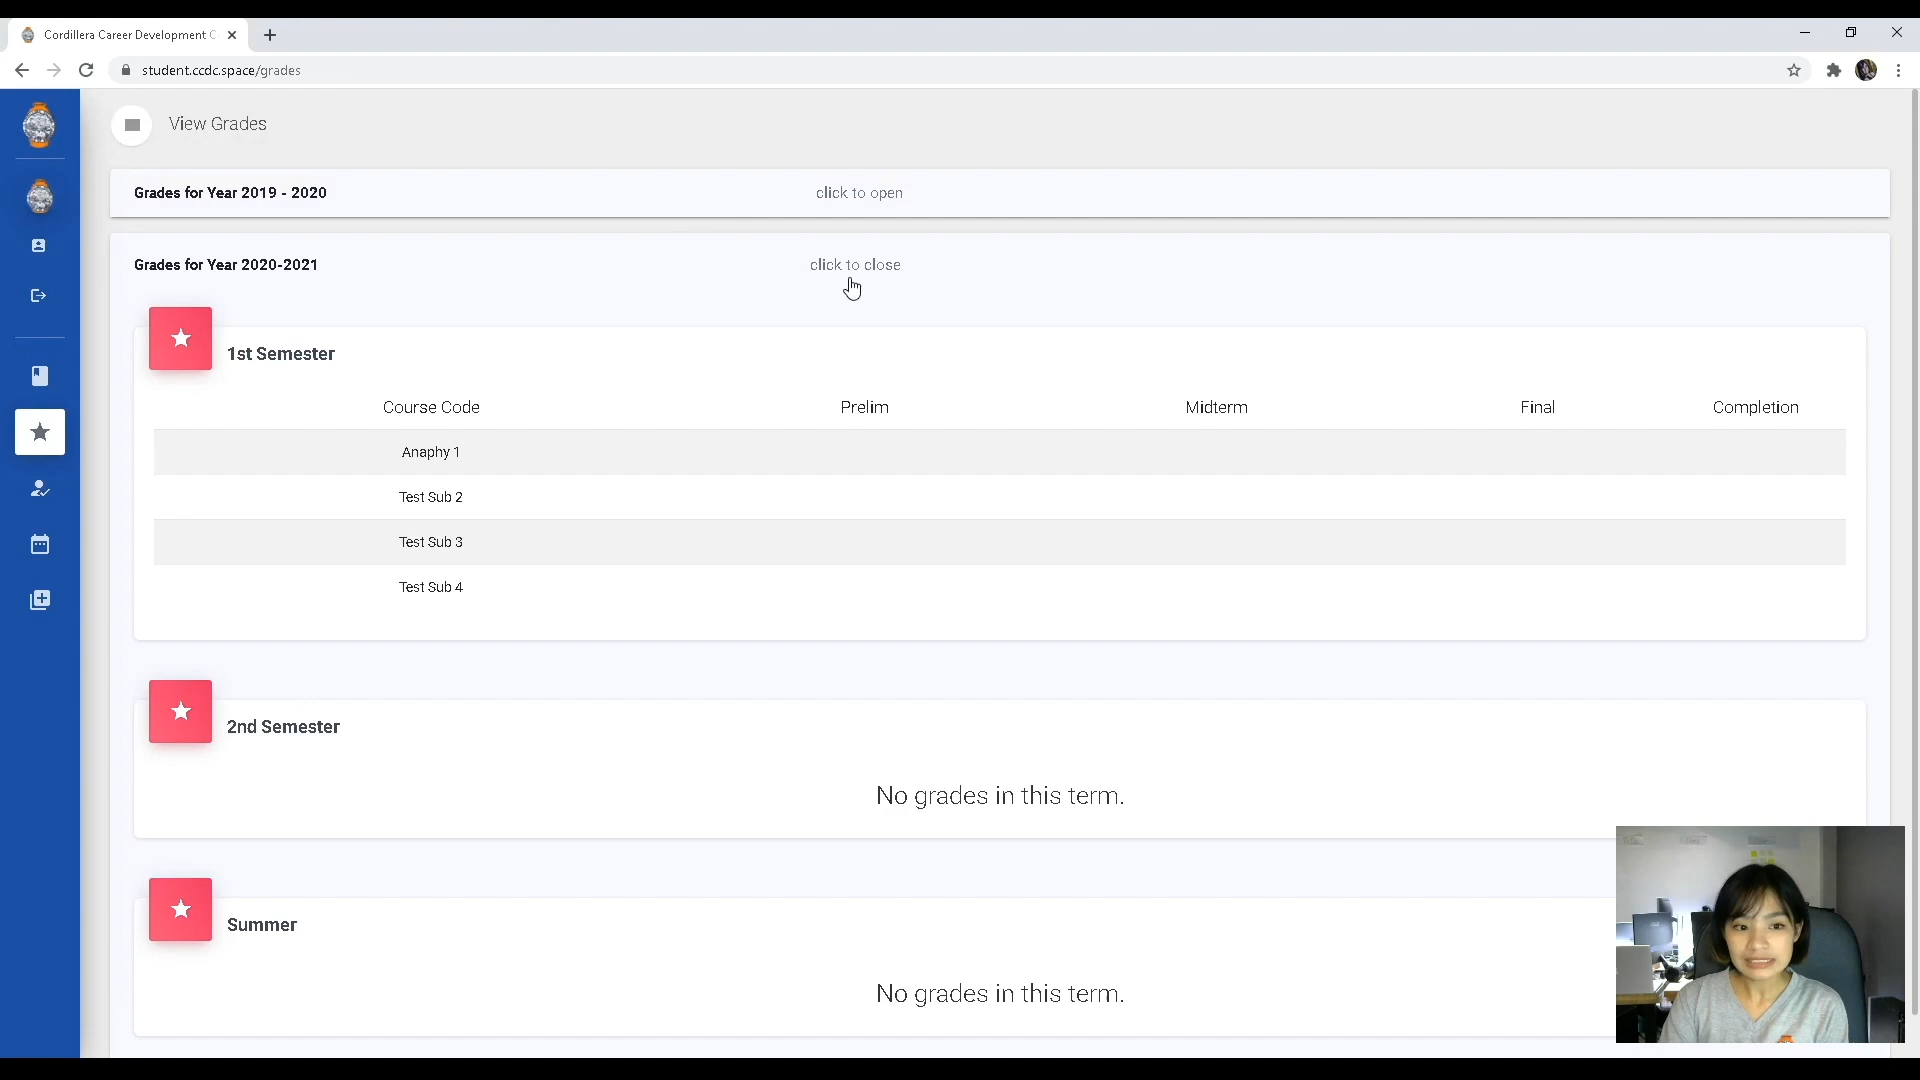 Cordillera Career Development C
student.ccdc.space/grades
View Grades
Grades for Year 2019 - 2020 click to open
Grades for Year 2020-2021 click to close
1st Semester
Course Code Prelim Midterm Final Completion
Anaphy 1
Test Sub 2
Test Sub 3
Test Sub 4
2nd Semester
No grades in this term.
Summer
No grades in this term.